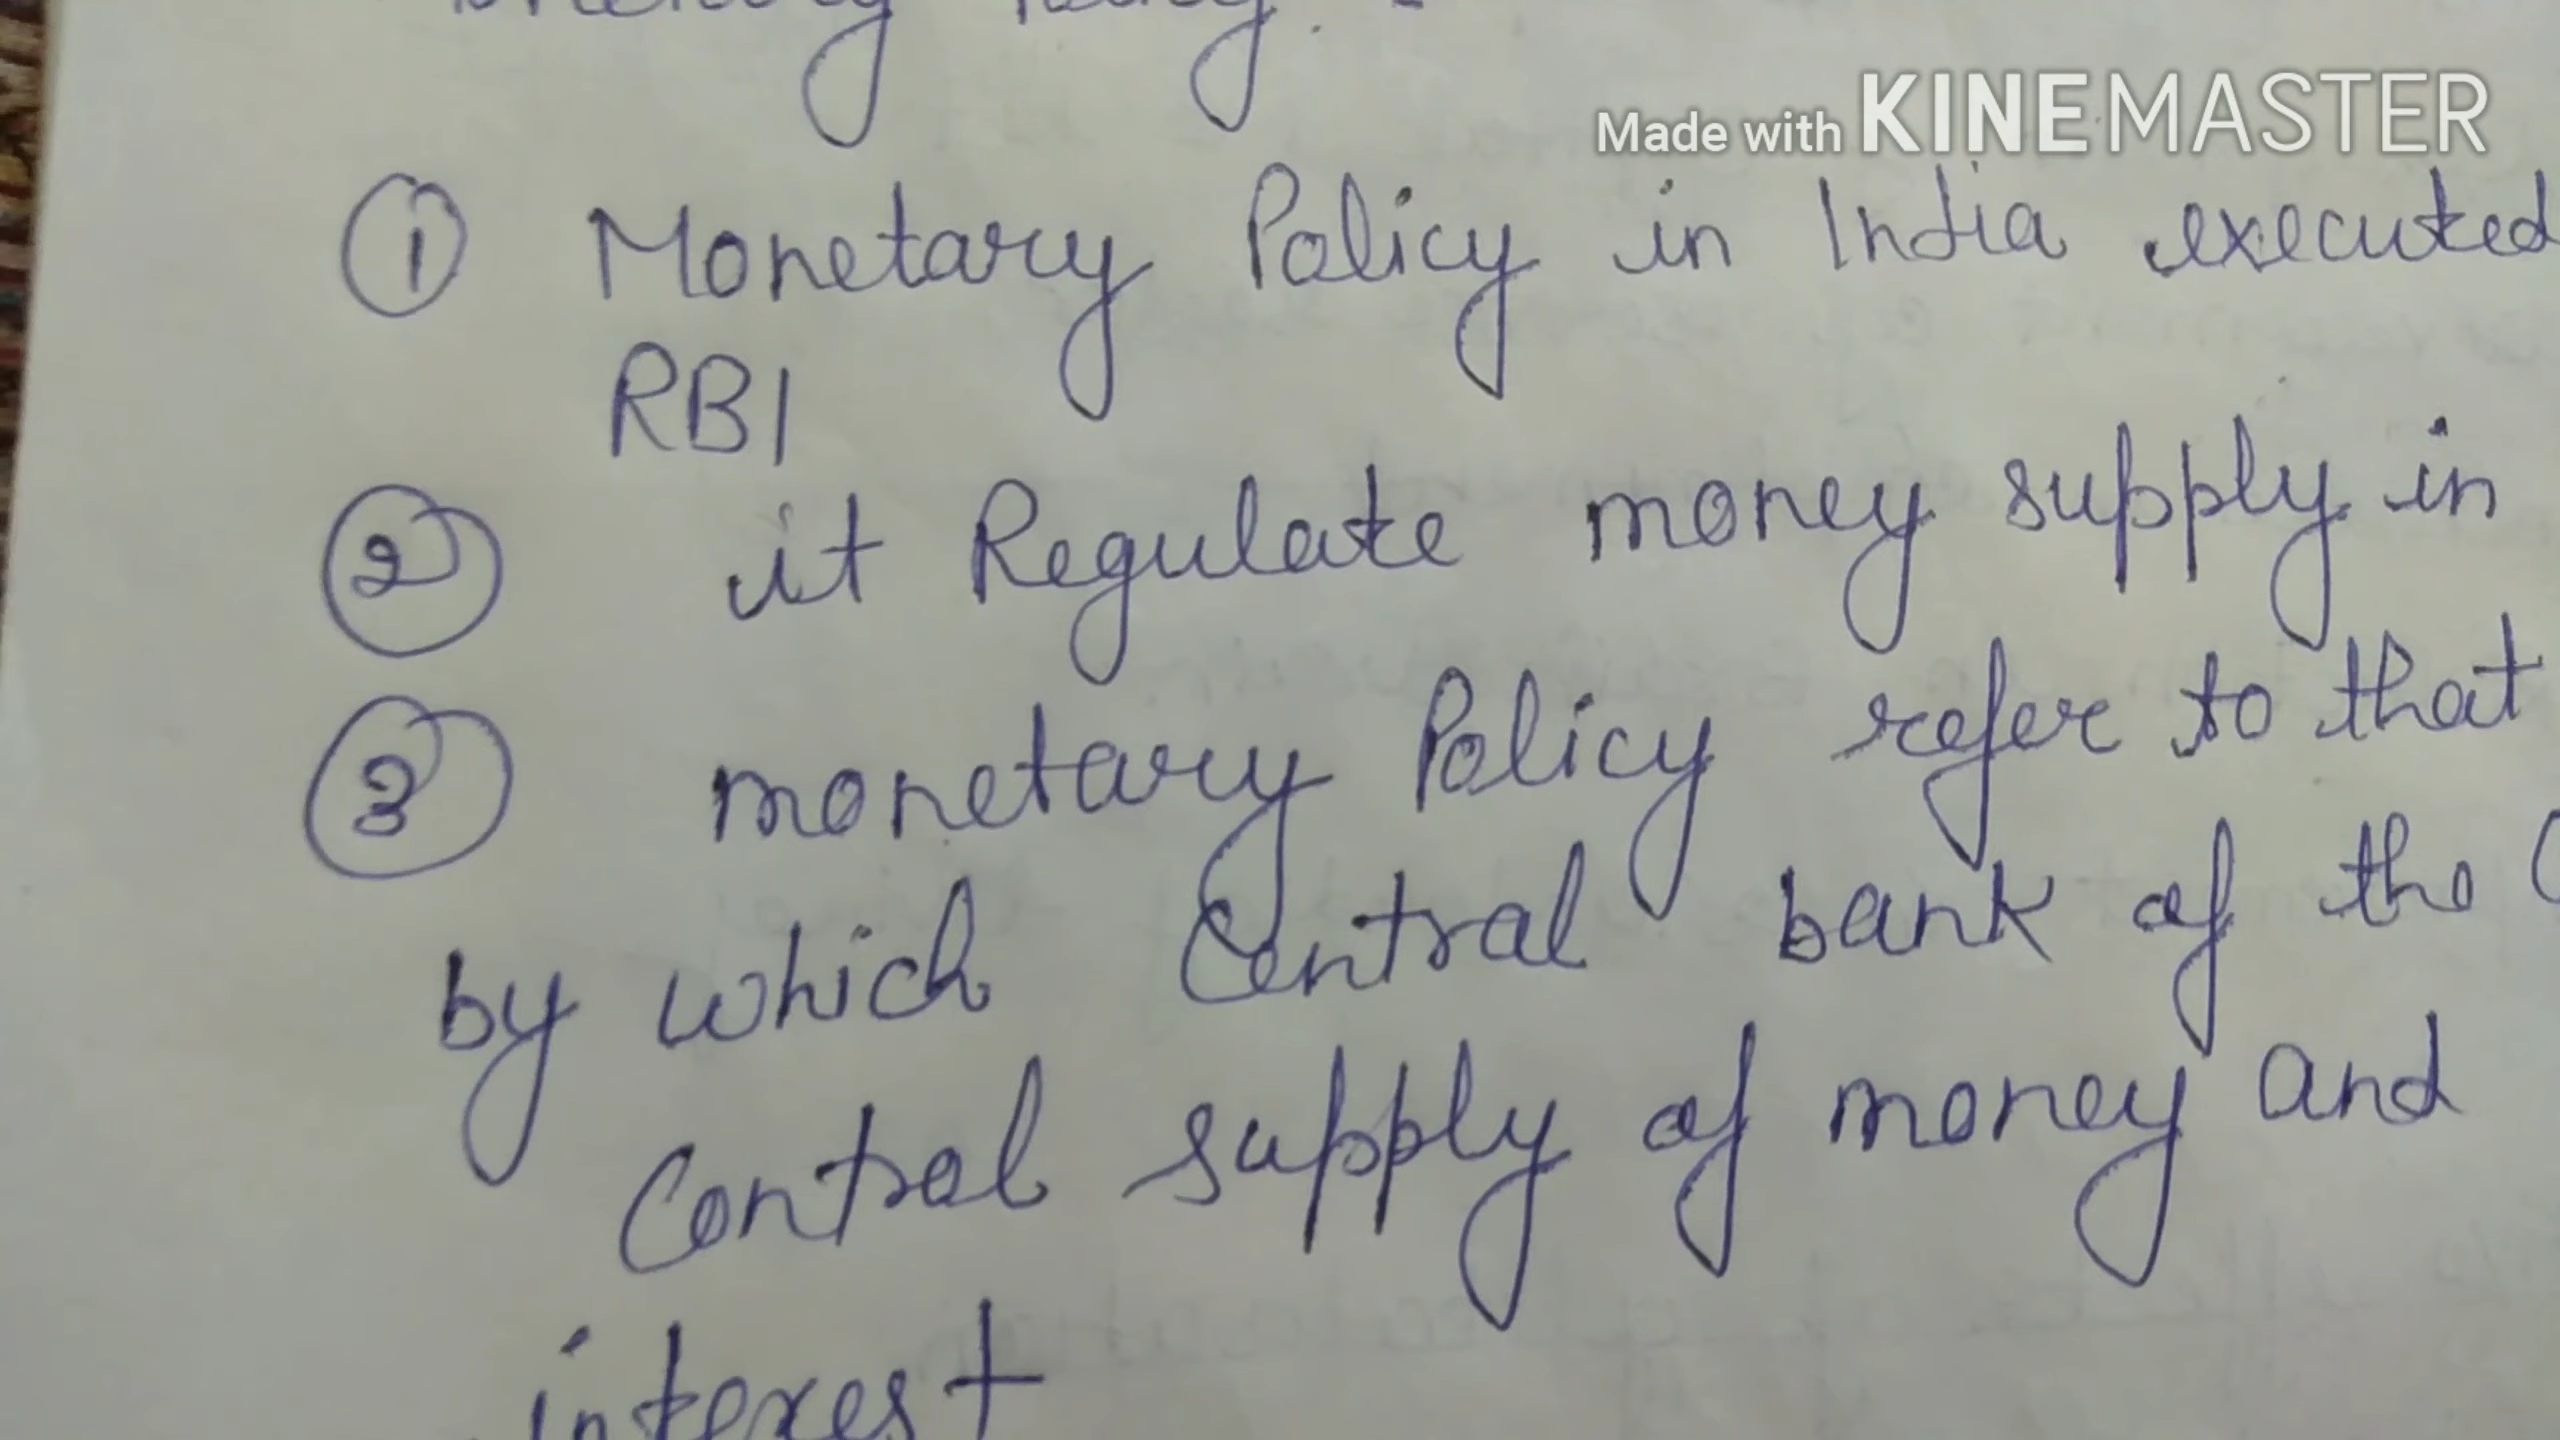 Made with KINEMASTER
① Monetary Policy in India executed
RBI
② it Regulate money supply in
③ monetary Policy refer to that
by which Central bank of the
Control supply of money and
interest